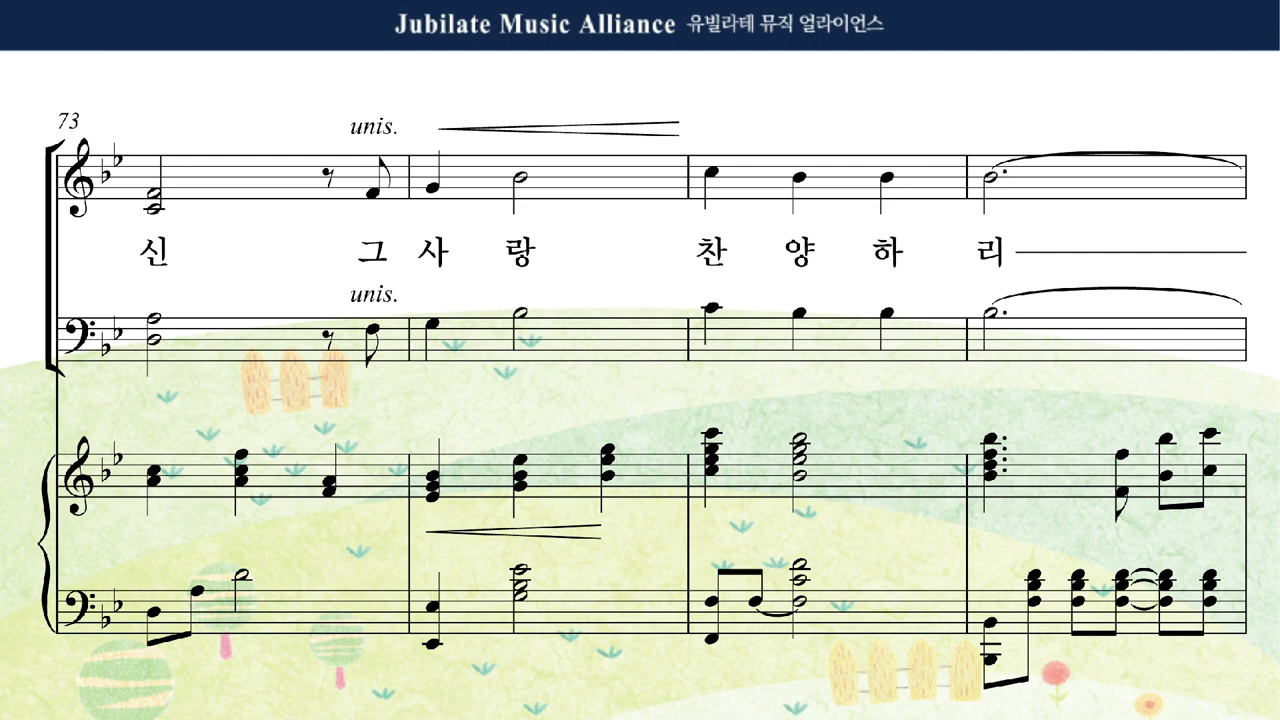 Jubilate Music Alliance 유빌라테 뮤직 얼라이언스
73
unis.
신 그 사 랑 찬 양 하 리
unis.